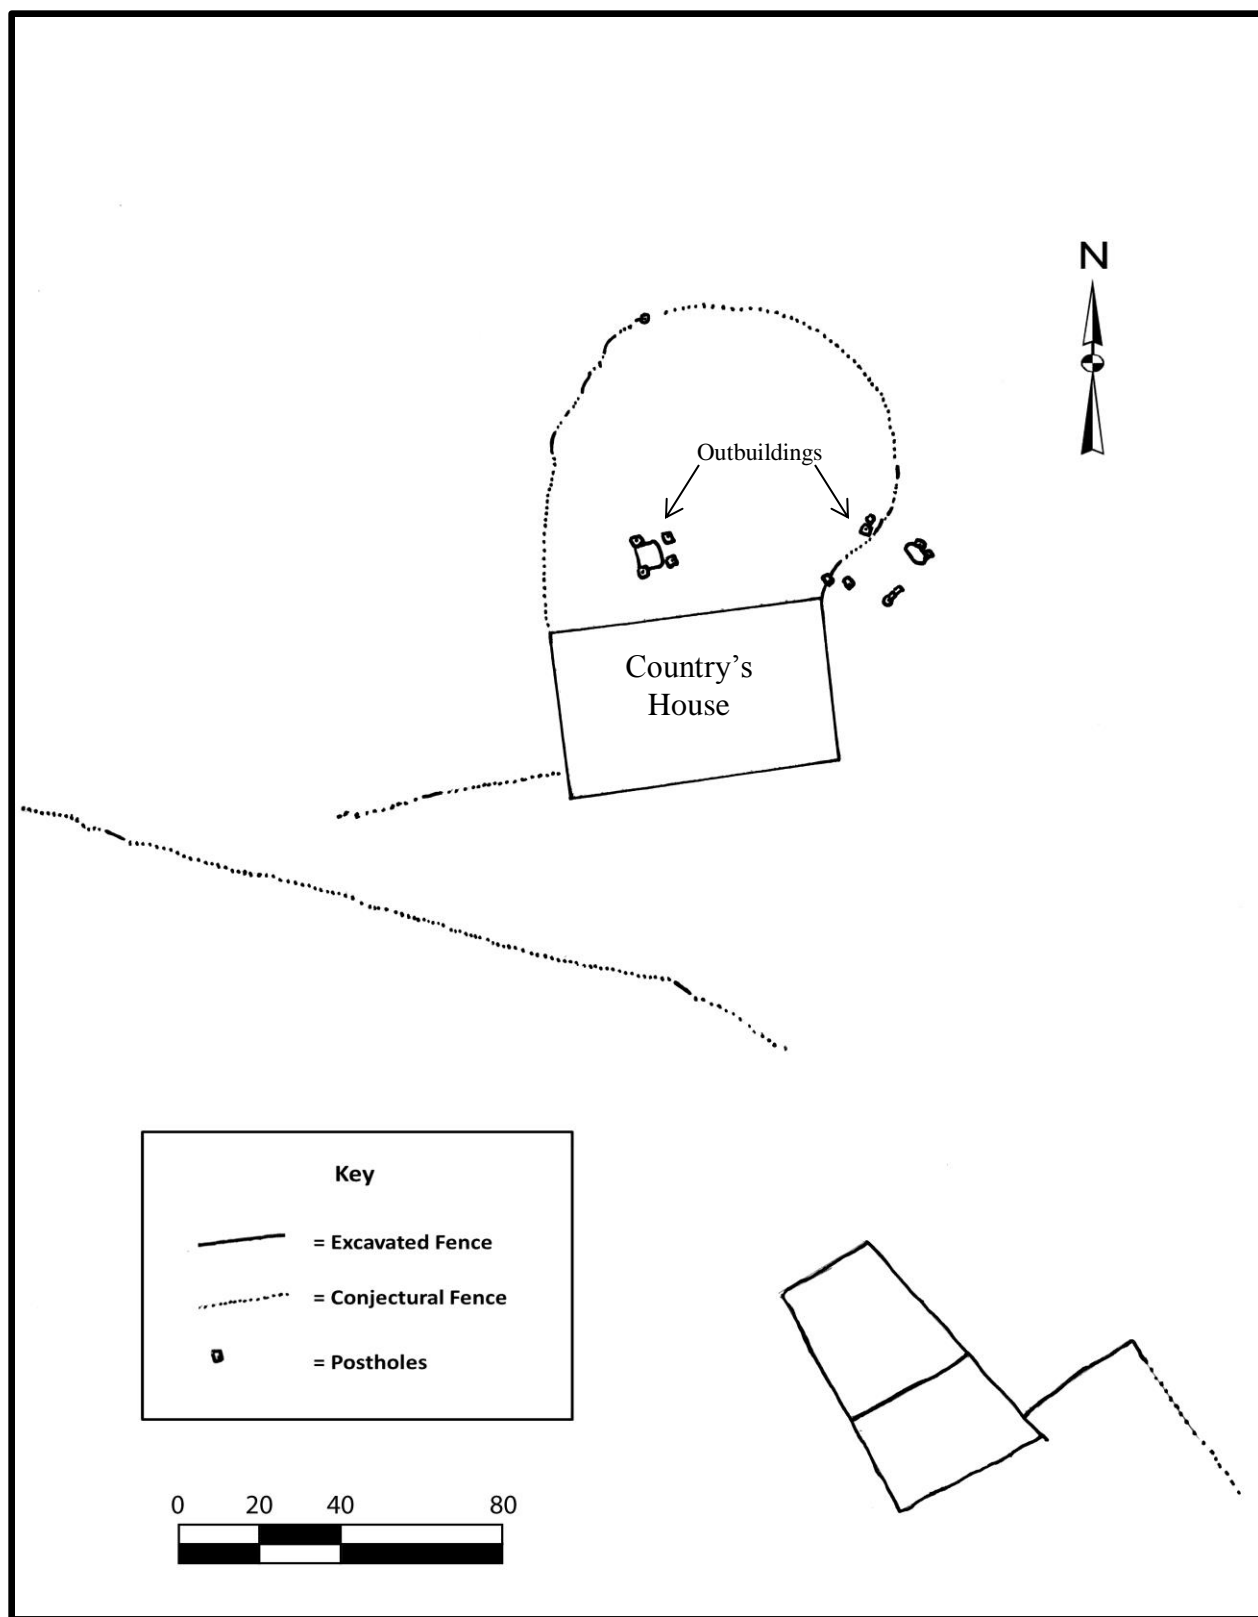 N
Outbuildings
Country’s
House
Key
= Excavated Fence
= Conjectural Fence
= Postholes
0 20 40 80